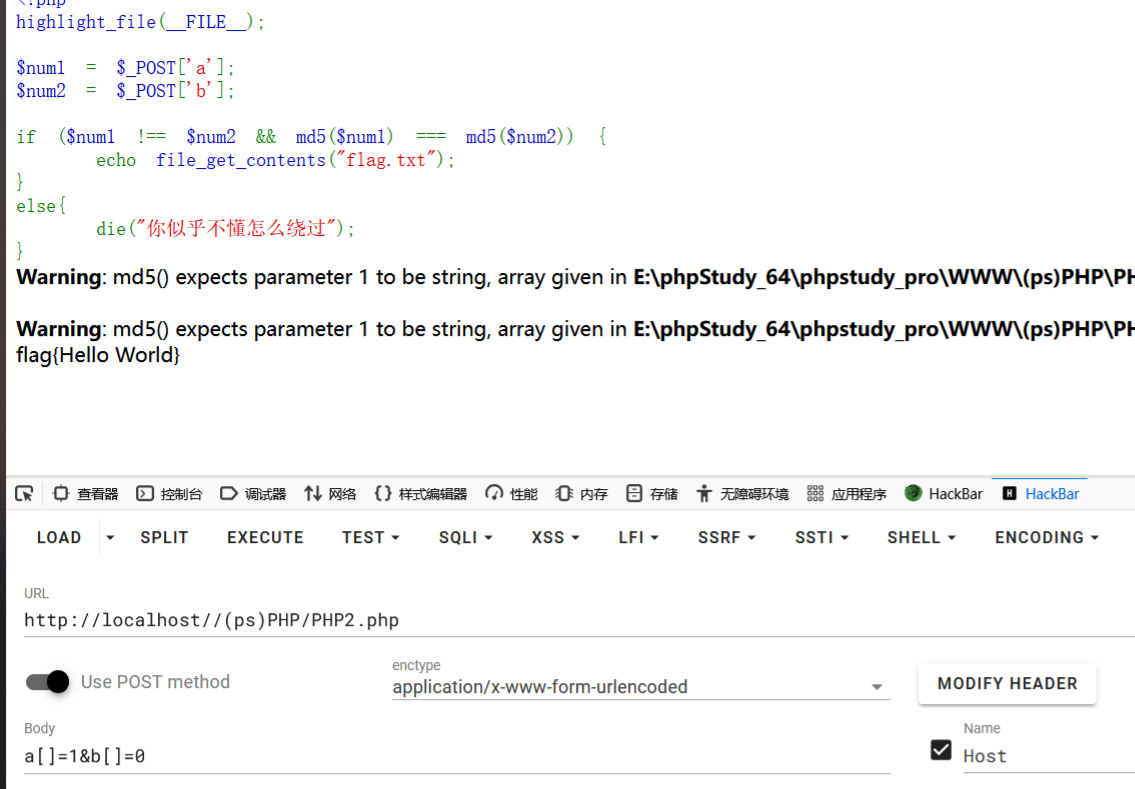 <?php
highlight_file(__FILE__);
$num1 = $_POST['a'];
$num2 = $_POST['b'];
if ($num1 !== $num2 && md5($num1) === md5($num2)) {
echo file_get_contents("flag.txt");
}
else{
die("你似乎不懂怎么绕过");
}
Warning: md5() expects parameter 1 to be string, array given in E:\phpStudy_64\phpstudy_pro\WWW\(ps)PHP\PH
Warning: md5() expects parameter 1 to be string, array given in E:\phpStudy_64\phpstudy_pro\WWW\(ps)PHP\PH
flag{Hello World}
查看器 控制台 调试器 网络 样式编辑器 性能 内存 存储 无障碍环境 应用程序 HackBar HackBar
LOAD SPLIT EXECUTE TEST SQLI XSS LFI SSRF SSTI SHELL ENCODING
URL
http://localhost//(ps)PHP/PHP2.php
Use POST method
enctype
application/x-www-form-urlencoded
MODIFY HEADER
Body
a[]=1&b[]=0
Name
Host